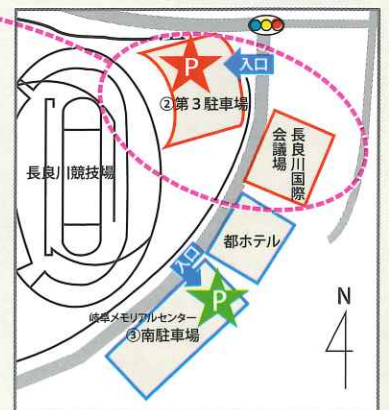 P
入口
②第3駐車場
長良川国際
会議場
長良川競技場
都ホテル
入口
P
岐阜メモリアルセンター
③南駐車場
N